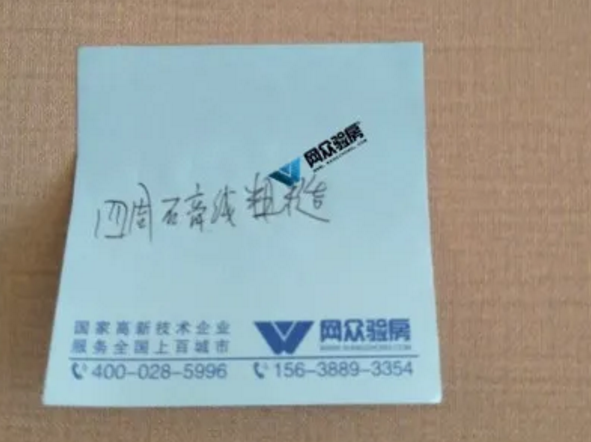 网众验房
四周石膏线粗糙
国家高新技术企业
服务全国上百城市
网众验房
400-028-5996
156-3889-3354